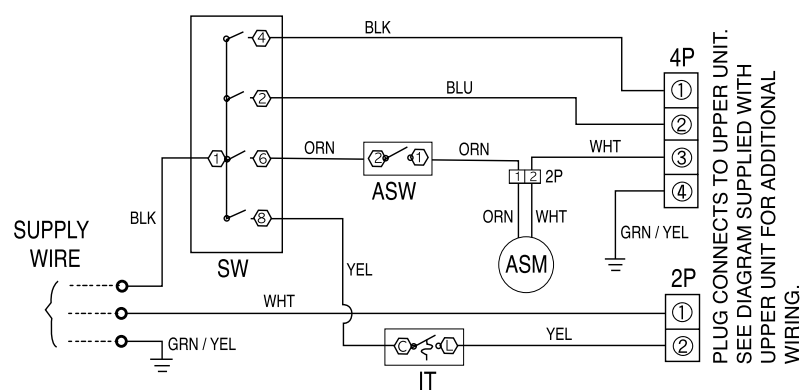 BLK
4
4P
1
BLU
2
2
ORN
ORN
WHT
1
6
2
1
3
1 2
2P
ASW
4
BLK
8
ORN
WHT
GRN / YEL
SUPPLY
WIRE
SW
YEL
ASM
2P
WHT
1
GRN / YEL
C
L
YEL
2
IT
PLUG CONNECTS TO UPPER UNIT.
SEE DIAGRAM SUPPLIED WITH
UPPER UNIT FOR ADDITIONAL
WIRING.